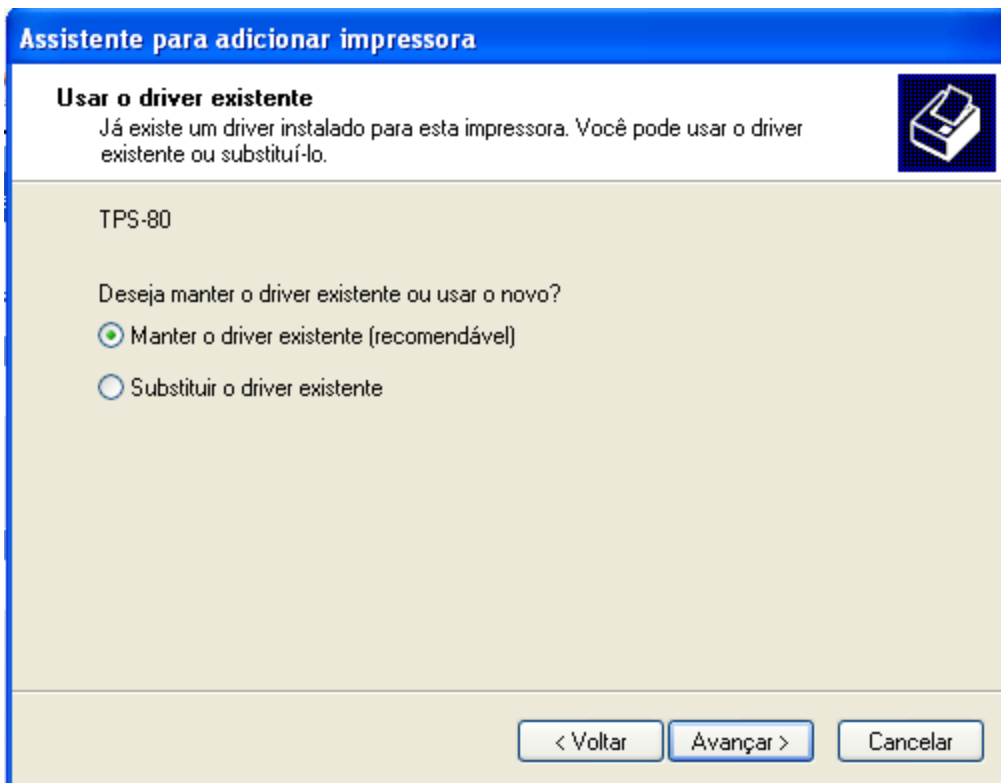 Assistente para adicionar impressora
Usar o driver existente
Já existe um driver instalado para esta impressora. Você pode usar o driver
existente ou substituí-lo.
TPS-80
Deseja manter o driver existente ou usar o novo?
Manter o driver existente (recomendável)
Substituir o driver existente
< Voltar Avançar > Cancelar